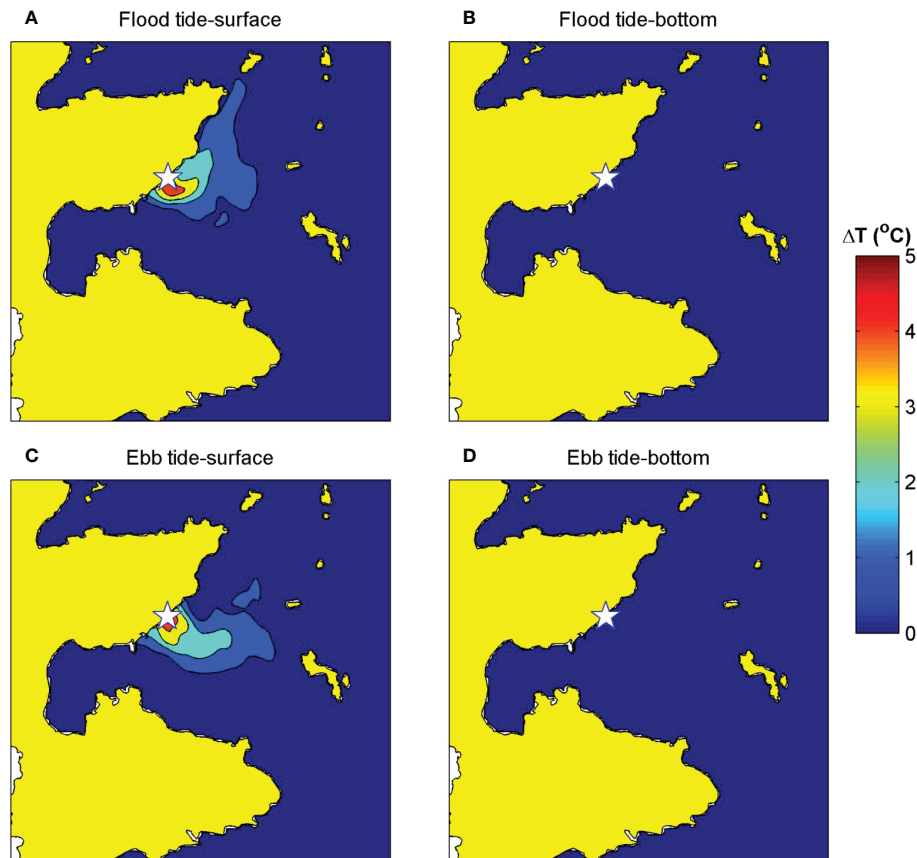 A Flood tide-surface
B Flood tide-bottom
ΔT (°C)
5
4
3
2
1
0
C Ebb tide-surface
D Ebb tide-bottom